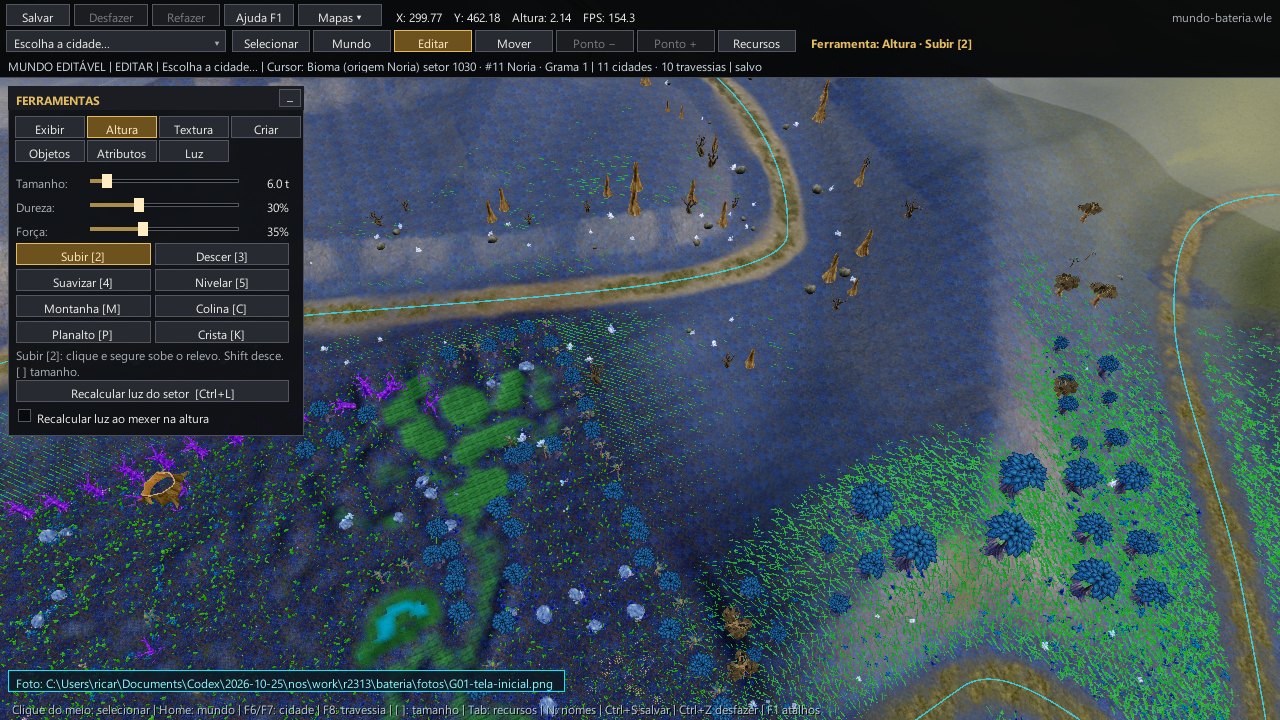 Salvar Desfazer Refazer Ajuda F1 Mapas ▾ X: 299.77 Y: 462.18 Altura: 2.14 FPS: 154.3 mundo-bateria.wle
Escolha a cidade... ▾ Selecionar Mundo Editar Mover Ponto − Ponto + Recursos Ferramenta: Altura · Subir [2]
MUNDO EDITÁVEL | EDITAR | Escolha a cidade... | Cursor: Bioma (origem Noria) setor 1030 · #11 Noria · Grama 1 | 11 cidades · 10 travessias | salvo
FERRAMENTAS _
Exibir Altura Textura Criar
Objetos Atributos Luz
Tamanho: 6.0 t
Dureza: 30%
Força: 35%
Subir [2] Descer [3]
Suavizar [4] Nivelar [5]
Montanha [M] Colina [C]
Planalto [P] Crista [K]
Subir [2]: clique e segure sobe o relevo. Shift desce.
[ ] tamanho.
Recalcular luz do setor [Ctrl+L]
Recalcular luz ao mexer na altura
Foto: C:\Users\ricar\Documents\Codex\2026-10-25\nos\work\r2313\bateria\fotos\G01-tela-inicial.png
Clique do meio: selecionar | Home: mundo | F6/F7: cidade | F8: travessia | [ ]: tamanho | Tab: recursos | N: nomes | Ctrl+S salvar | Ctrl+Z desfazer | F1 atalhos